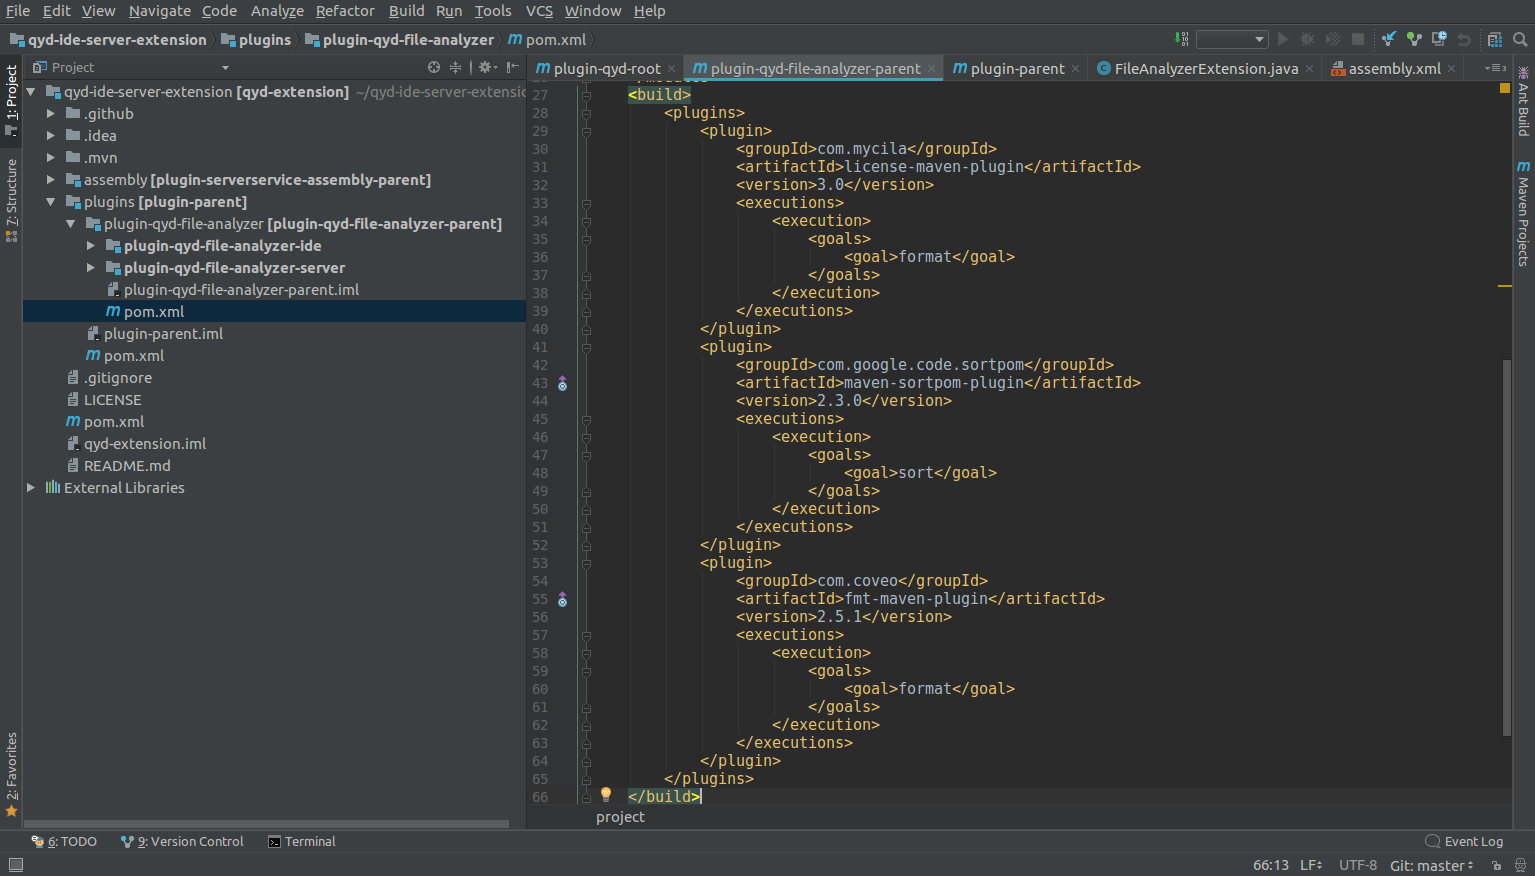 File Edit View Navigate Code Analyze Refactor Build Run Tools VCS Window Help
qyd-ide-server-extension plugins plugin-qyd-file-analyzer m pom.xml
1: Project
7: Structure
2: Favorites
Project
qyd-ide-server-extension [qyd-extension] ~/qyd-ide-server-extensio
.github
.idea
.mvn
assembly [plugin-serverservice-assembly-parent]
plugins [plugin-parent]
plugin-qyd-file-analyzer [plugin-qyd-file-analyzer-parent]
plugin-qyd-file-analyzer-ide
plugin-qyd-file-analyzer-server
plugin-qyd-file-analyzer-parent.iml
m pom.xml
plugin-parent.iml
m pom.xml
.gitignore
LICENSE
m pom.xml
qyd-extension.iml
README.md
External Libraries
m plugin-qyd-root × m plugin-qyd-file-analyzer-parent × m plugin-parent × C FileAnalyzerExtension.java × assembly.xml × 3
27 <build>
28 <plugins>
29 <plugin>
30 <groupId>com.mycila</groupId>
31 <artifactId>license-maven-plugin</artifactId>
32 <version>3.0</version>
33 <executions>
34 <execution>
35 <goals>
36 <goal>format</goal>
37 </goals>
38 </execution>
39 </executions>
40 </plugin>
41 <plugin>
42 <groupId>com.google.code.sortpom</groupId>
43 <artifactId>maven-sortpom-plugin</artifactId>
44 <version>2.3.0</version>
45 <executions>
46 <execution>
47 <goals>
48 <goal>sort</goal>
49 </goals>
50 </execution>
51 </executions>
52 </plugin>
53 <plugin>
54 <groupId>com.coveo</groupId>
55 <artifactId>fmt-maven-plugin</artifactId>
56 <version>2.5.1</version>
57 <executions>
58 <execution>
59 <goals>
60 <goal>format</goal>
61 </goals>
62 </execution>
63 </executions>
64 </plugin>
65 </plugins>
66 </build>
project
Ant Build
m Maven Projects
6: TODO 9: Version Control Terminal Event Log
66:13 LF UTF-8 Git: master